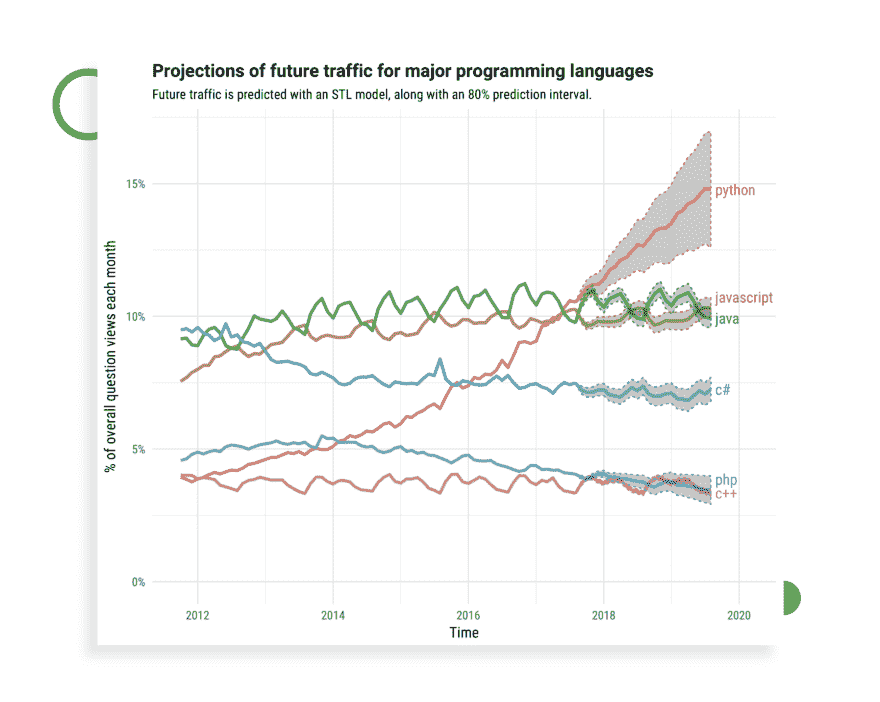 Projections of future traffic for major programming languages
Future traffic is predicted with an STL model, along with an 80% prediction interval.
% of overall question views each month
15%
10%
5%
0%
python
javascript
java
c#
php
c++
2012
2014
2016
2018
2020
Time